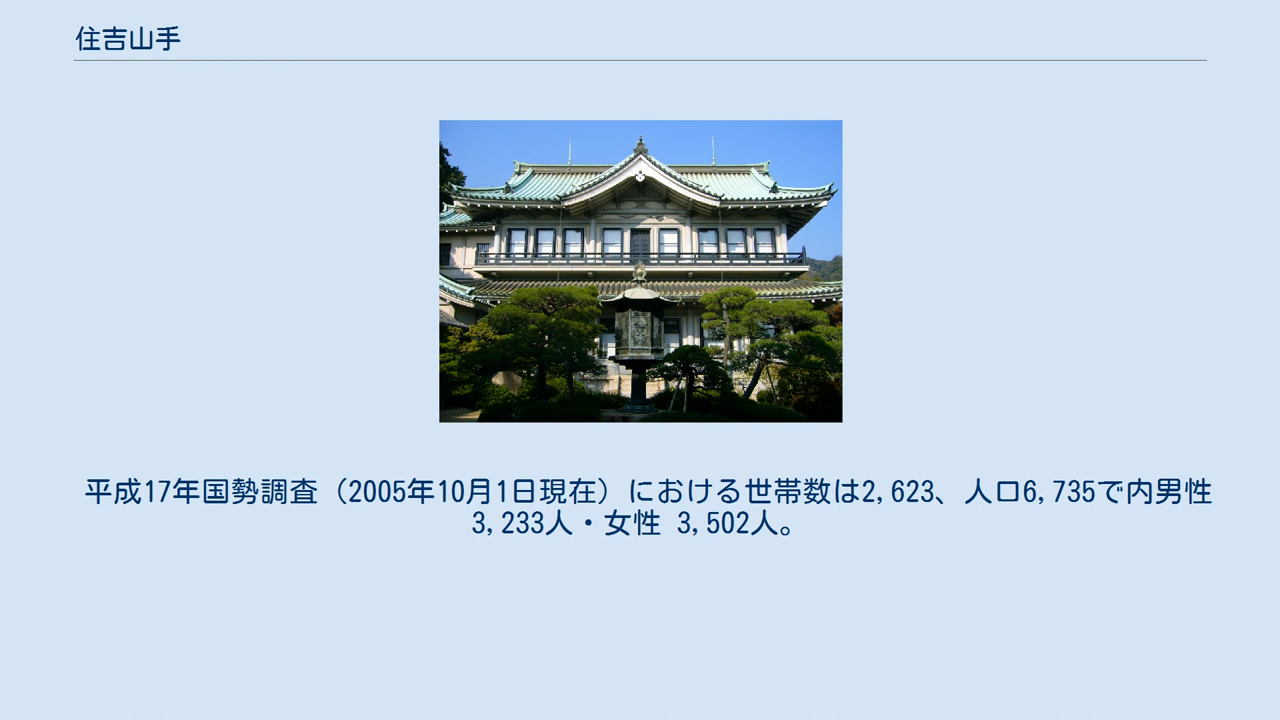 住吉山手
平成17年国勢調査（2005年10月1日現在）における世帯数は2,623、人口6,735で内男性
3,233人・女性 3,502人。